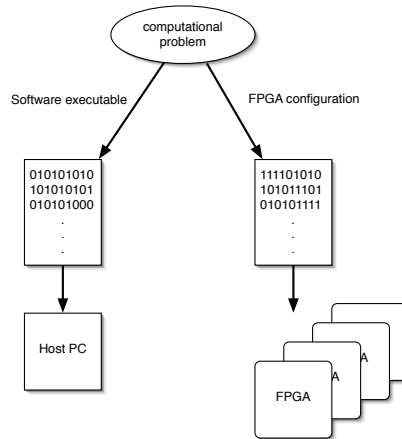 computational
problem
Software executable
FPGA configuration
010101010
101010101
010101000
.
.
.
111101010
101011101
010101111
.
.
.
Host PC
A
A
FPGA